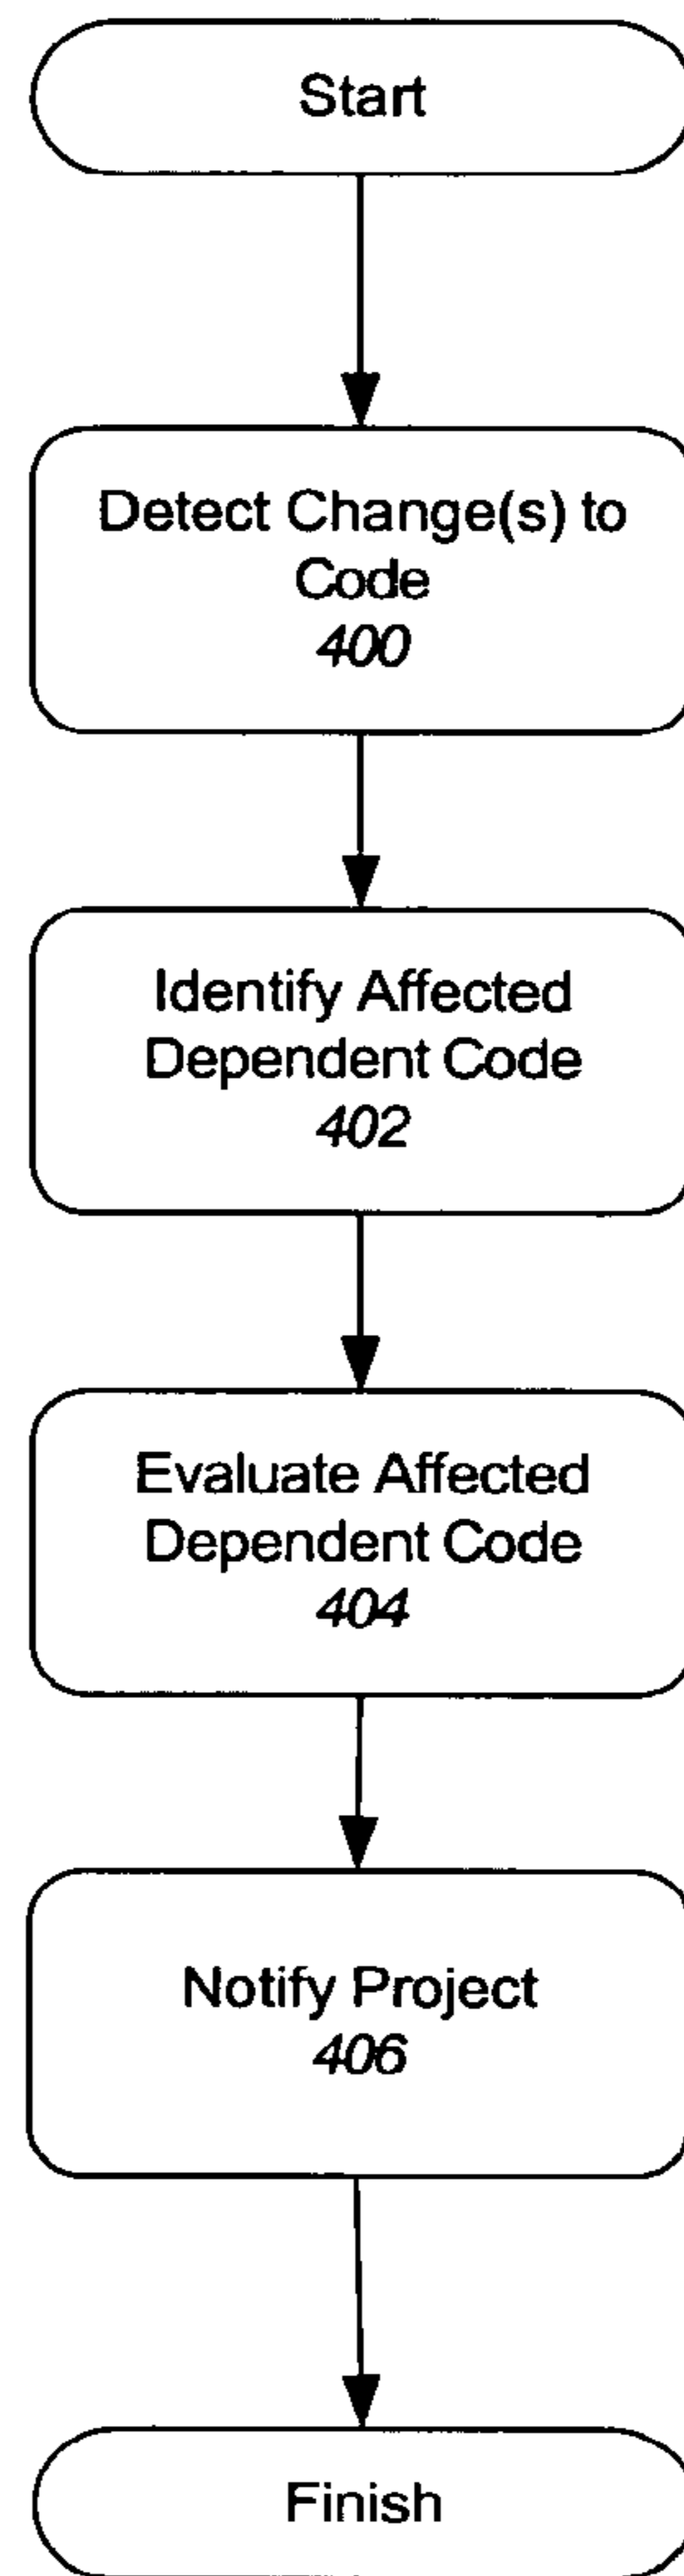 Start
Detect Change(s) to
Code
400
Identify Affected
Dependent Code
402
Evaluate Affected
Dependent Code
404
Notify Project
406
Finish